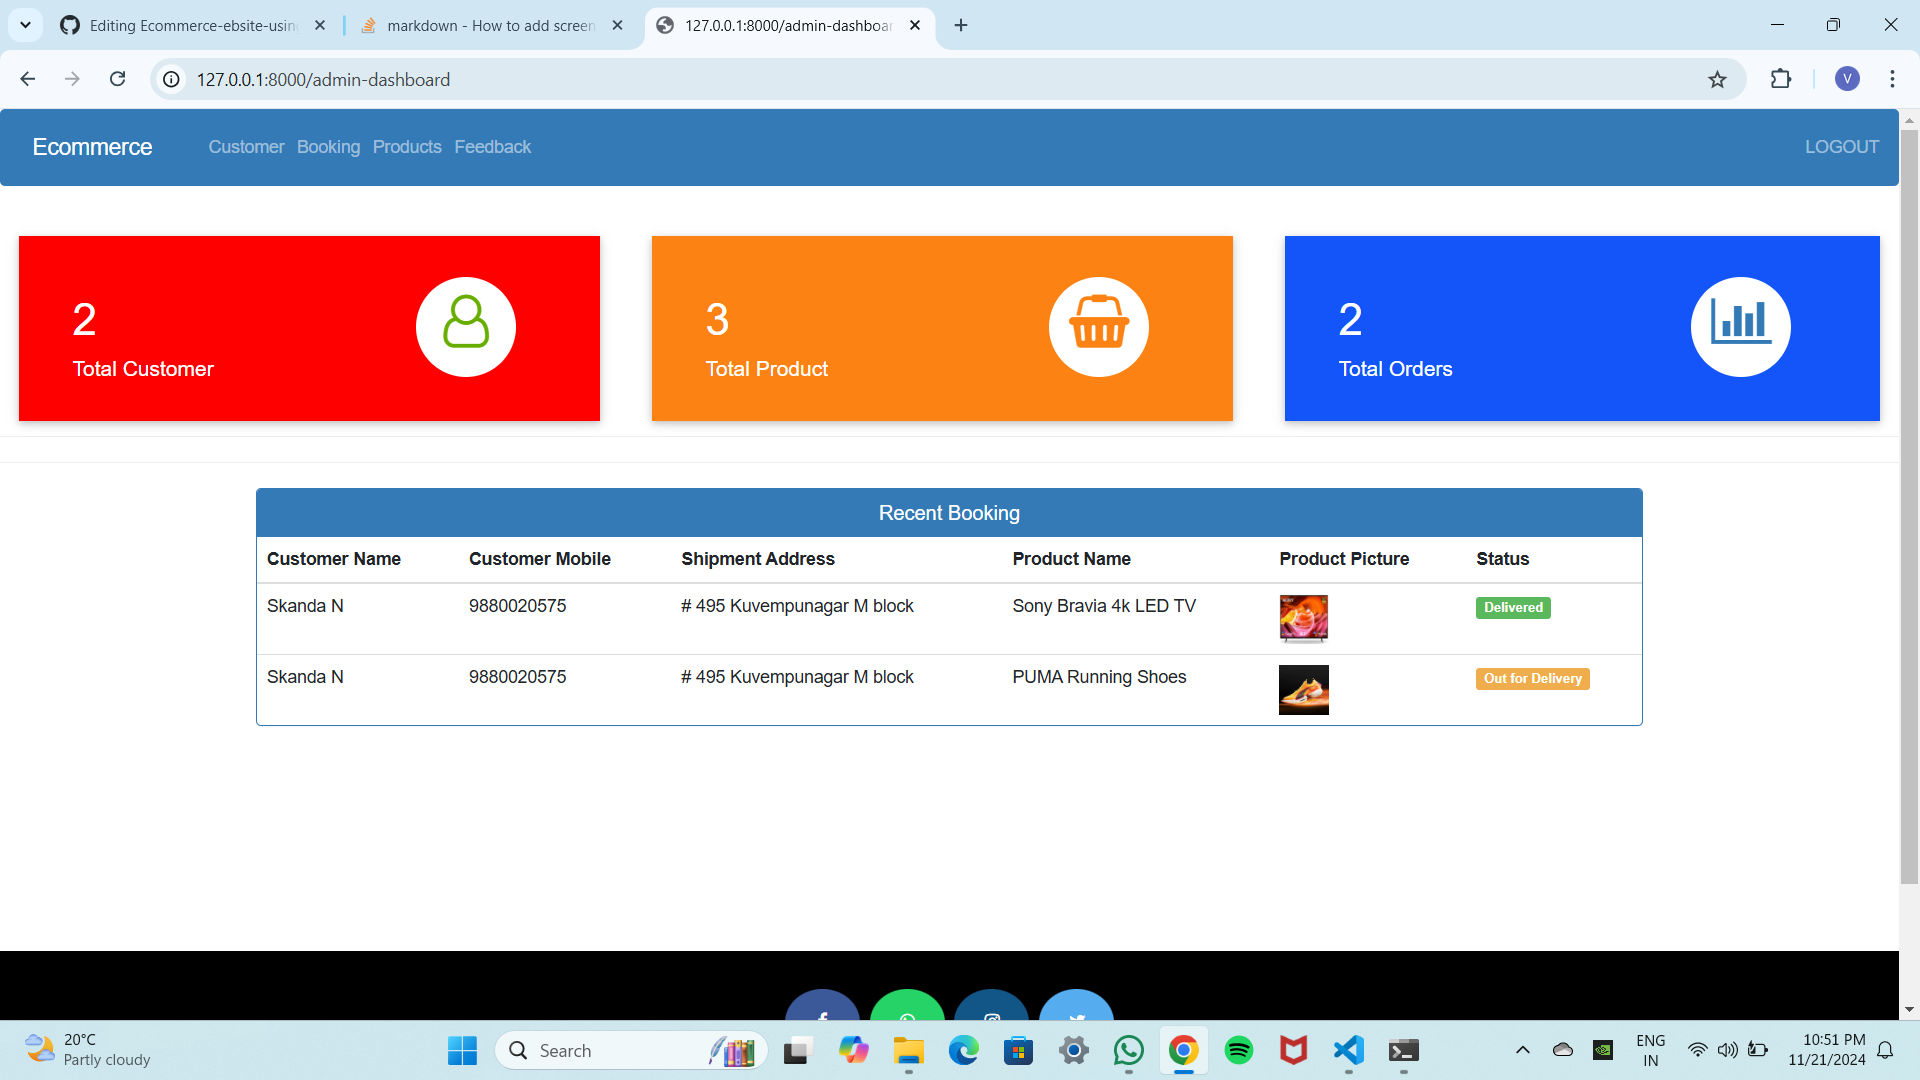 Editing Ecommerce-ebsite-usin
markdown - How to add screen
127.0.0.1:8000/admin-dashboar
127.0.0.1:8000/admin-dashboard
V
Ecommerce
Customer Booking Products Feedback
LOGOUT
2
Total Customer
3
Total Product
2
Total Orders
Recent Booking
Customer Name Customer Mobile Shipment Address Product Name Product Picture Status
Skanda N 9880020575 # 495 Kuvempunagar M block Sony Bravia 4k LED TV Delivered
Skanda N 9880020575 # 495 Kuvempunagar M block PUMA Running Shoes Out for Delivery
20°C
Partly cloudy
Search
ENG
IN
10:51 PM
11/21/2024